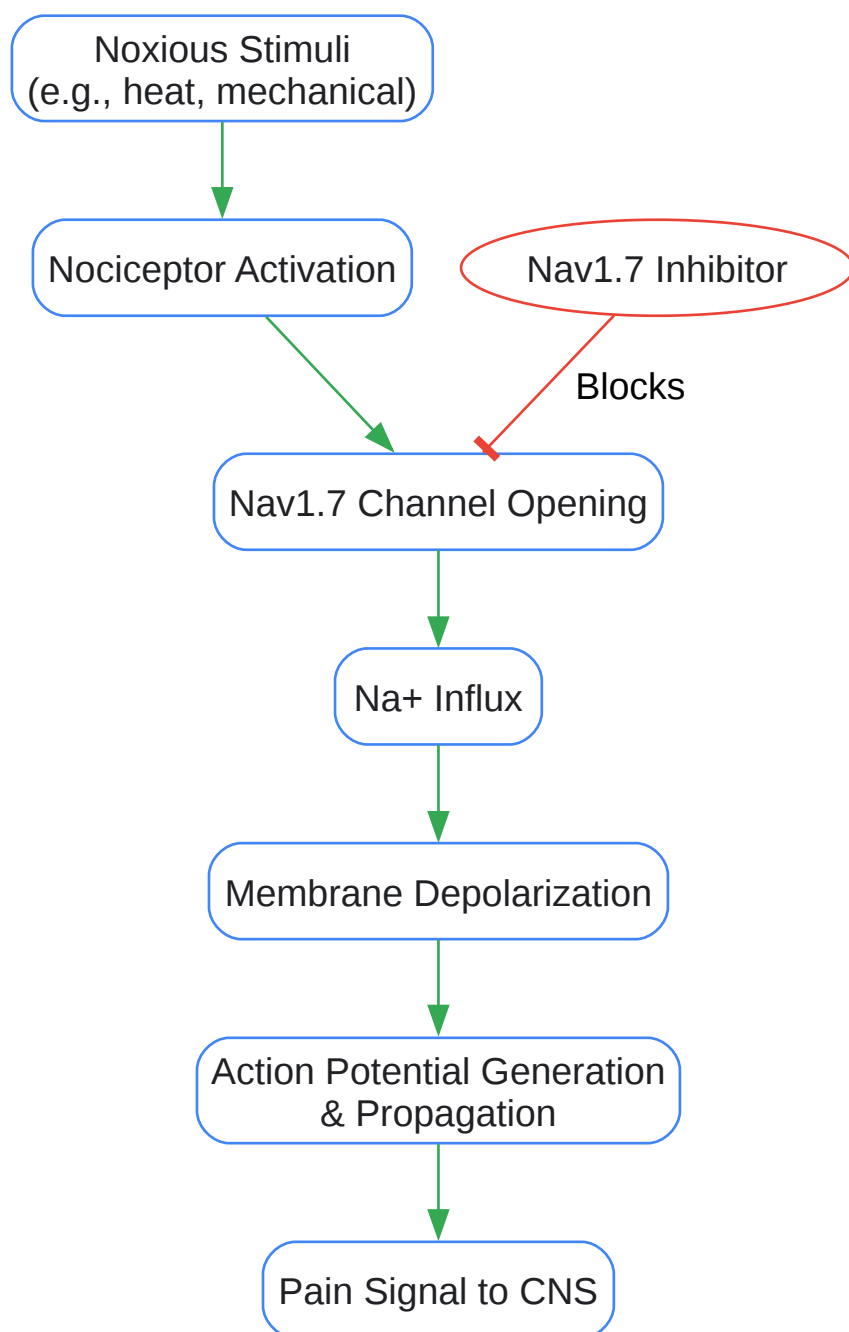 Noxious Stimuli
(e.g., heat, mechanical)
Nociceptor Activation
Nav1.7 Inhibitor
Blocks
Nav1.7 Channel Opening
Na+ Influx
Membrane Depolarization
Action Potential Generation
& Propagation
Pain Signal to CNS